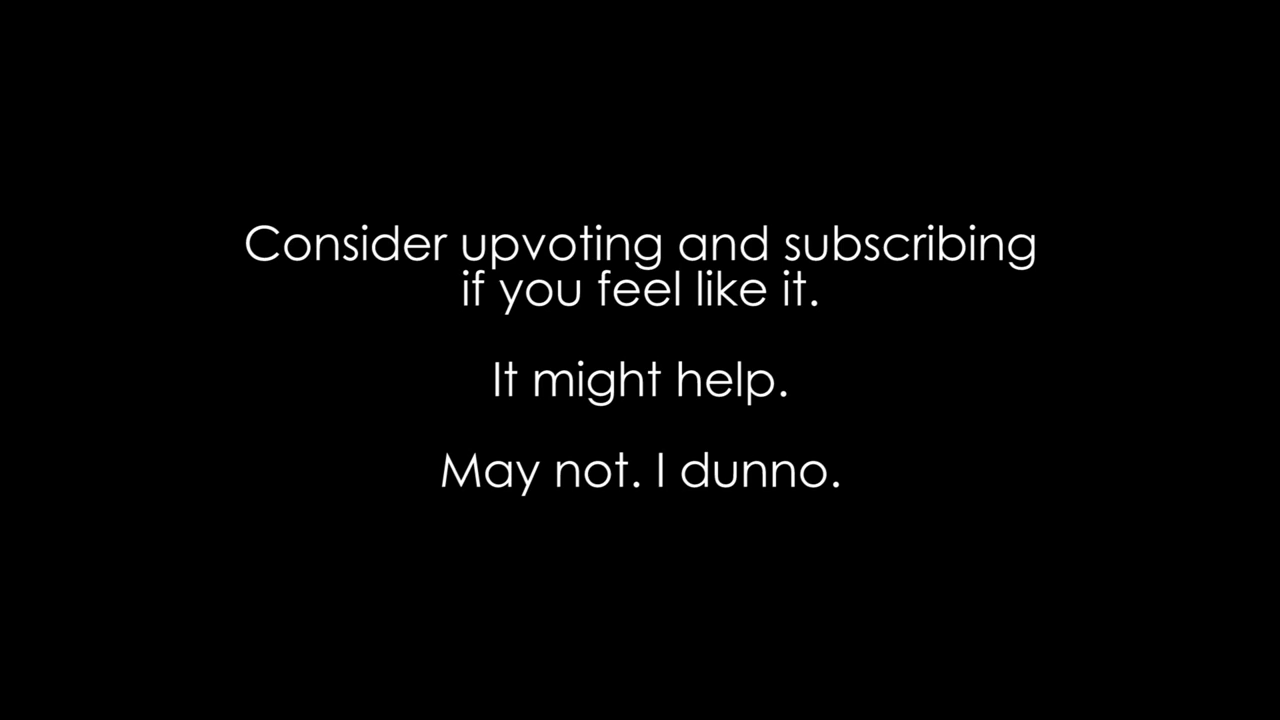 Consider upvoting and subscribing
if you feel like it.
It might help.
May not. I dunno.